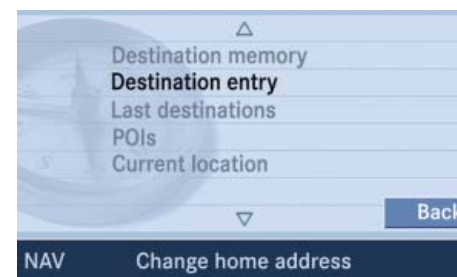 Destination memory
Destination entry
Last destinations
POIs
Current location
Back
NAV Change home address